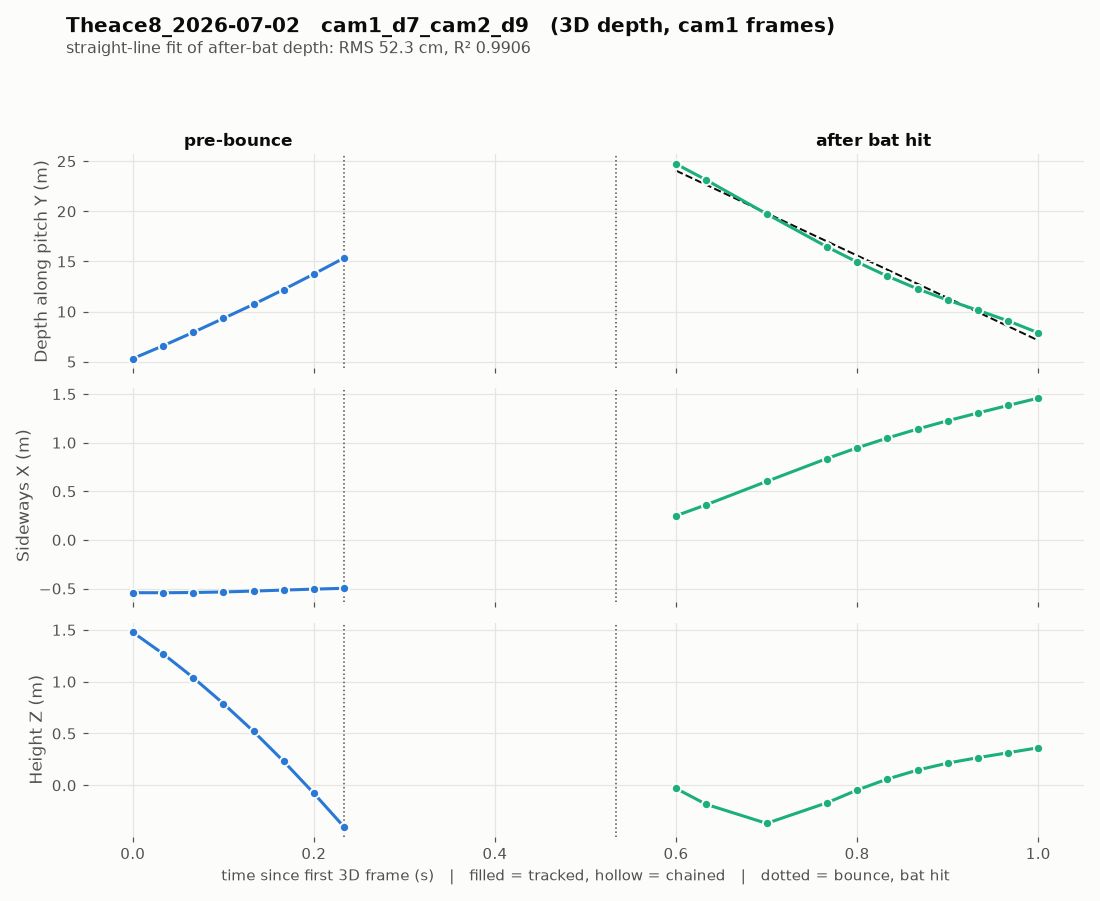 Theace8_2026-07-02   cam1_d7_cam2_d9   (3D depth, cam1 frames)
straight-line fit of after-bat depth: RMS 52.3 cm, R² 0.9906
pre-bounce
after bat hit
Depth along pitch Y (m)
25
20
15
10
5
Sideways X (m)
1.5
1.0
0.5
0.0
−0.5
Height Z (m)
1.5
1.0
0.5
0.0
0.0
0.2
0.4
0.6
0.8
1.0
time since first 3D frame (s)   |   filled = tracked, hollow = chained   |   dotted = bounce, bat hit